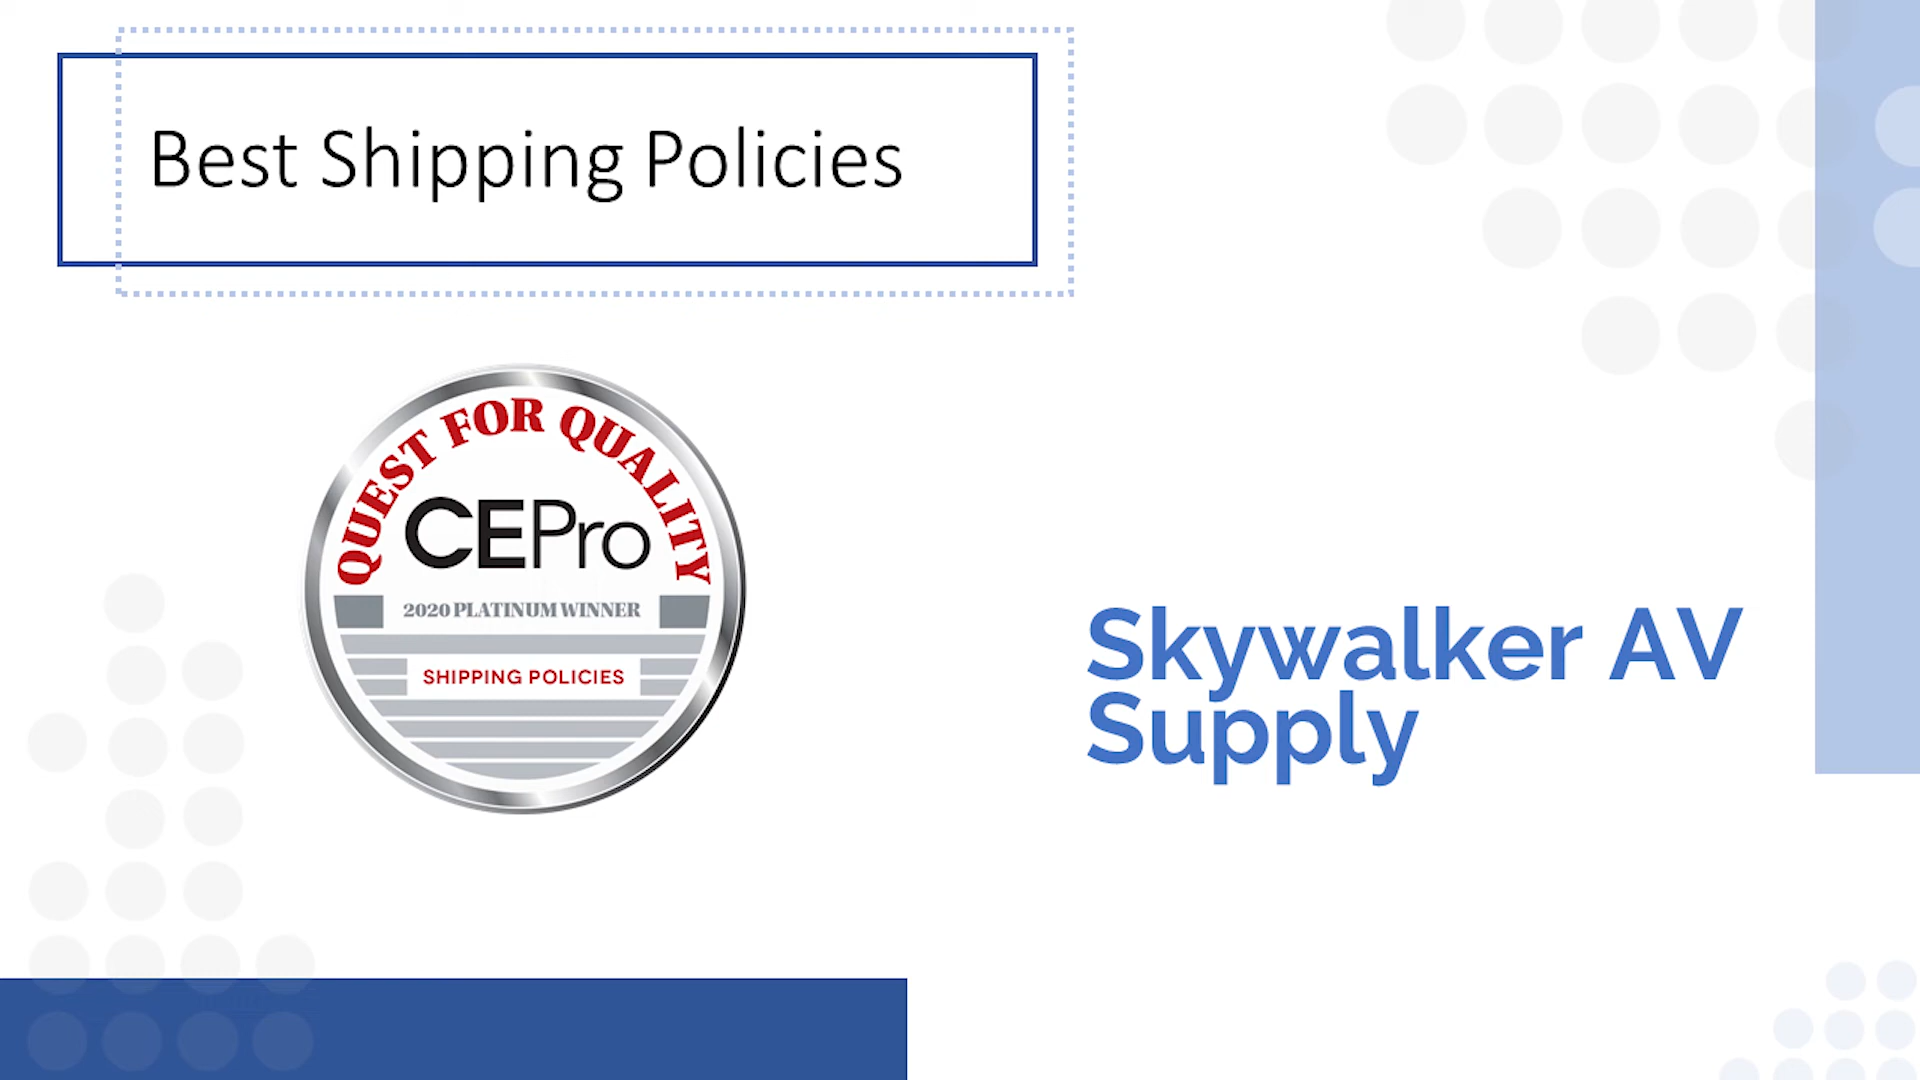 Best Shipping Policies
QUEST FOR QUALITY
CEPro
2020 PLATINUM WINNER
SHIPPING POLICIES
Skywalker AV
Supply